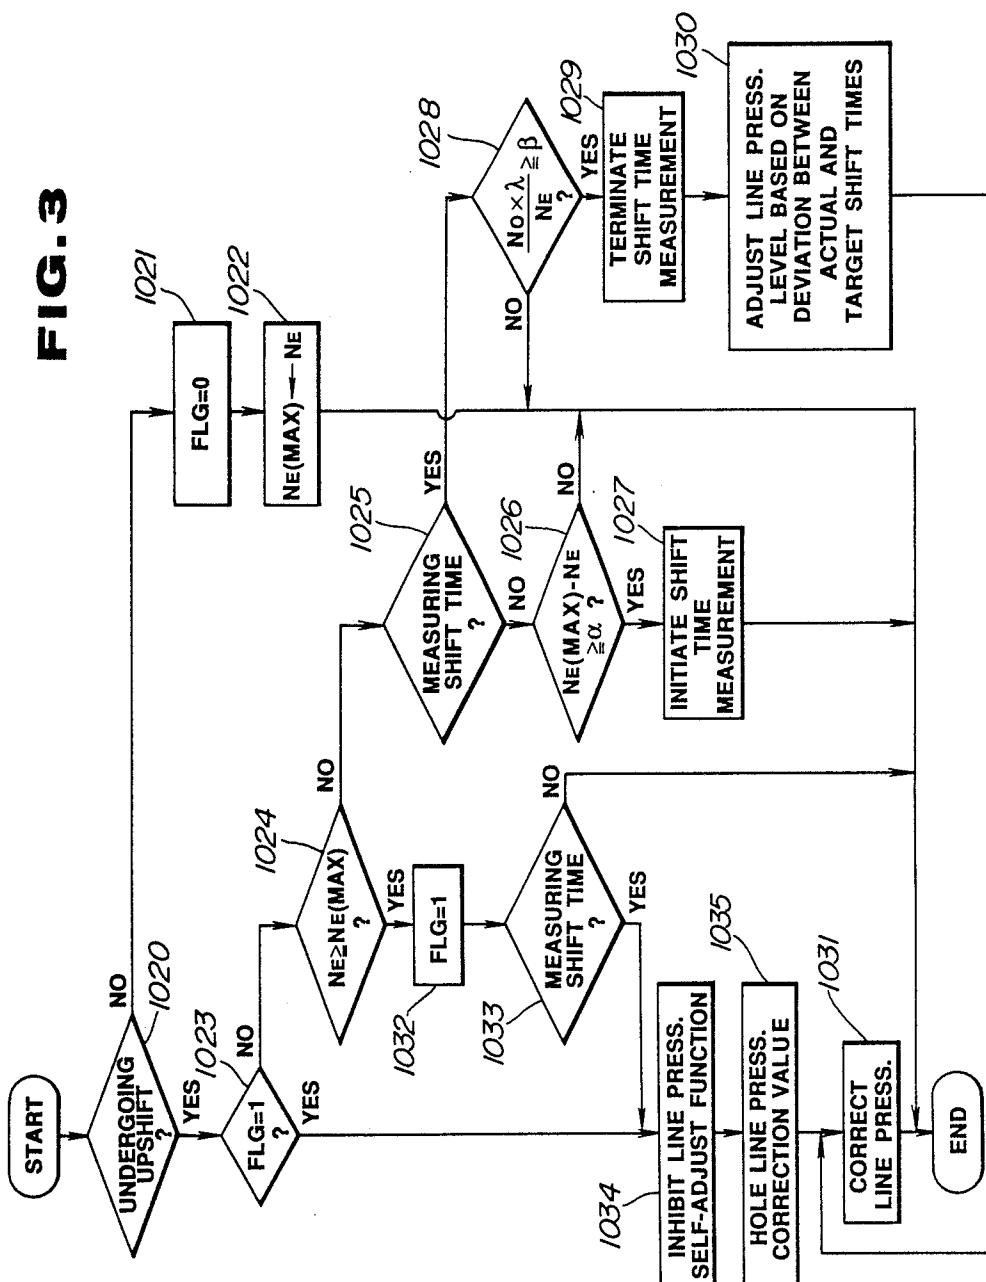 FIG.3
START
UNDERGOING
UPSHIFT
?
1020
NO
YES
FLG=0
1021
NE(MAX) ← NE
1022
FLG=1
?
1023
NO
YES
NE≥NE(MAX)
?
1024
NO
YES
MEASURING
SHIFT TIME
?
1025
YES
NO
NE(MAX)-NE
≧α ?
1026
NO
YES
INITIATE SHIFT
TIME
MEASUREMENT
1027
NO×λ
NE
≧β
?
1028
NO
YES
TERMINATE
SHIFT TIME
MEASUREMENT
1029
ADJUST LINE PRESS.
LEVEL BASED ON
DEVIATION BETWEEN
ACTUAL AND
TARGET SHIFT TIMES
1030
FLG=1
1032
MEASURING
SHIFT TIME
?
1033
NO
YES
INHIBIT LINE PRESS.
SELF-ADJUST FUNCTION
1034
HOLE LINE PRESS.
CORRECTION VALUE
1035
CORRECT
LINE PRESS.
1031
END